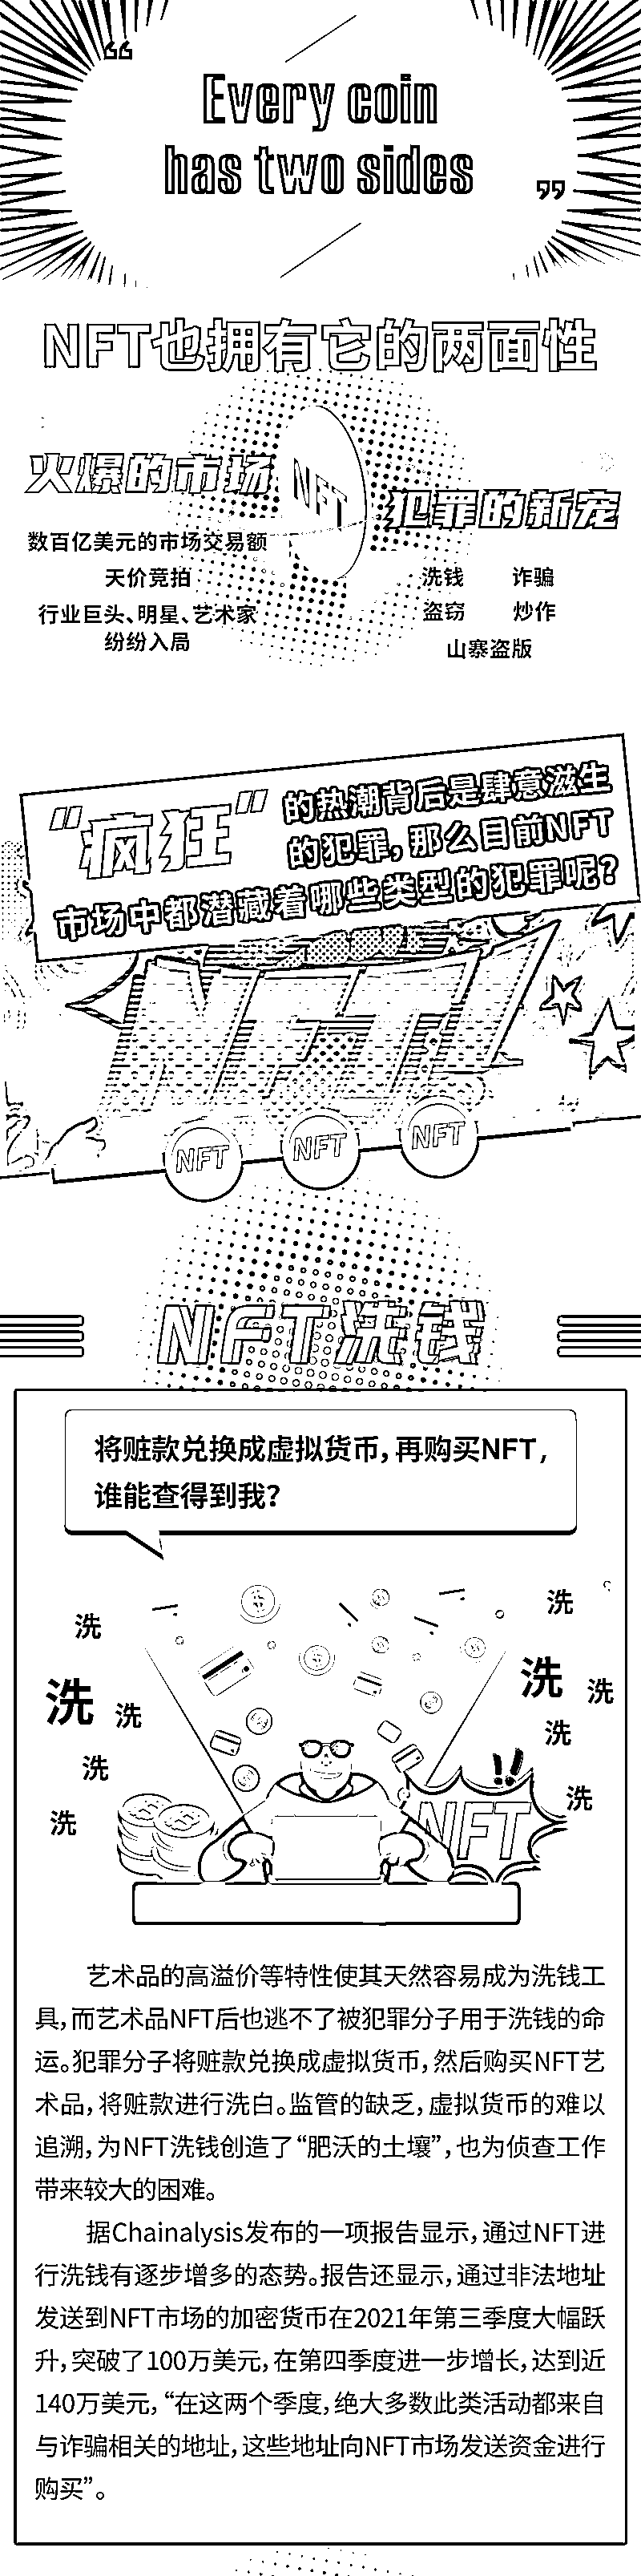 “
Every coin
has two sides
”
NFT也拥有它的两面性
火爆的市场
NFT
犯罪的新宠
数百亿美元的市场交易额
天价竞拍
行业巨头、明星、艺术家
纷纷入局
洗钱 诈骗
盗窃 炒作
山寨盗版
“疯狂”的热潮背后是肆意滋生
的犯罪，那么目前NFT
市场中都潜藏着哪些类型的犯罪呢？
NFT!
NFT NFT NFT
NFT洗钱
将赃款兑换成虚拟货币，再购买NFT，
谁能查得到我？
洗 洗
洗 洗
洗 洗
洗 洗
洗 洗
!!
NFT
艺术品的高溢价等特性使其天然容易成为洗钱工
具，而艺术品NFT后也逃不了被犯罪分子用于洗钱的命
运。犯罪分子将赃款兑换成虚拟货币，然后购买NFT艺
术品，将赃款进行洗白。监管的缺乏，虚拟货币的难以
追溯，为NFT洗钱创造了“肥沃的土壤”，也为侦查工作
带来较大的困难。
据Chainalysis发布的一项报告显示，通过NFT进
行洗钱有逐步增多的态势。报告还显示，通过非法地址
发送到NFT市场的加密货币在2021年第三季度大幅跃
升，突破了100万美元，在第四季度进一步增长，达到近
140万美元，“在这两个季度，绝大多数此类活动都来自
与诈骗相关的地址，这些地址向NFT市场发送资金进行
购买”。